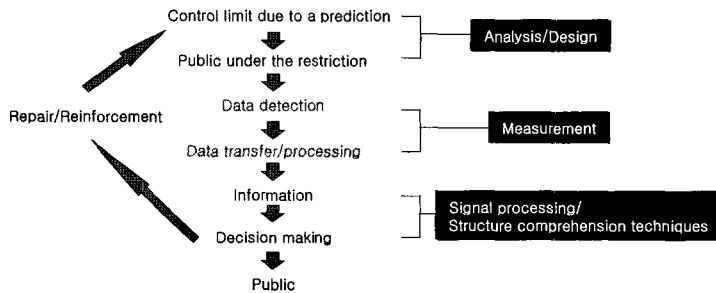 Control limit due to a prediction
Public under the restriction
Data detection
Data transfer/processing
Information
Decision making
Public
Repair/Reinforcement
Analysis/Design
Measurement
Signal processing/
Structure comprehension techniques